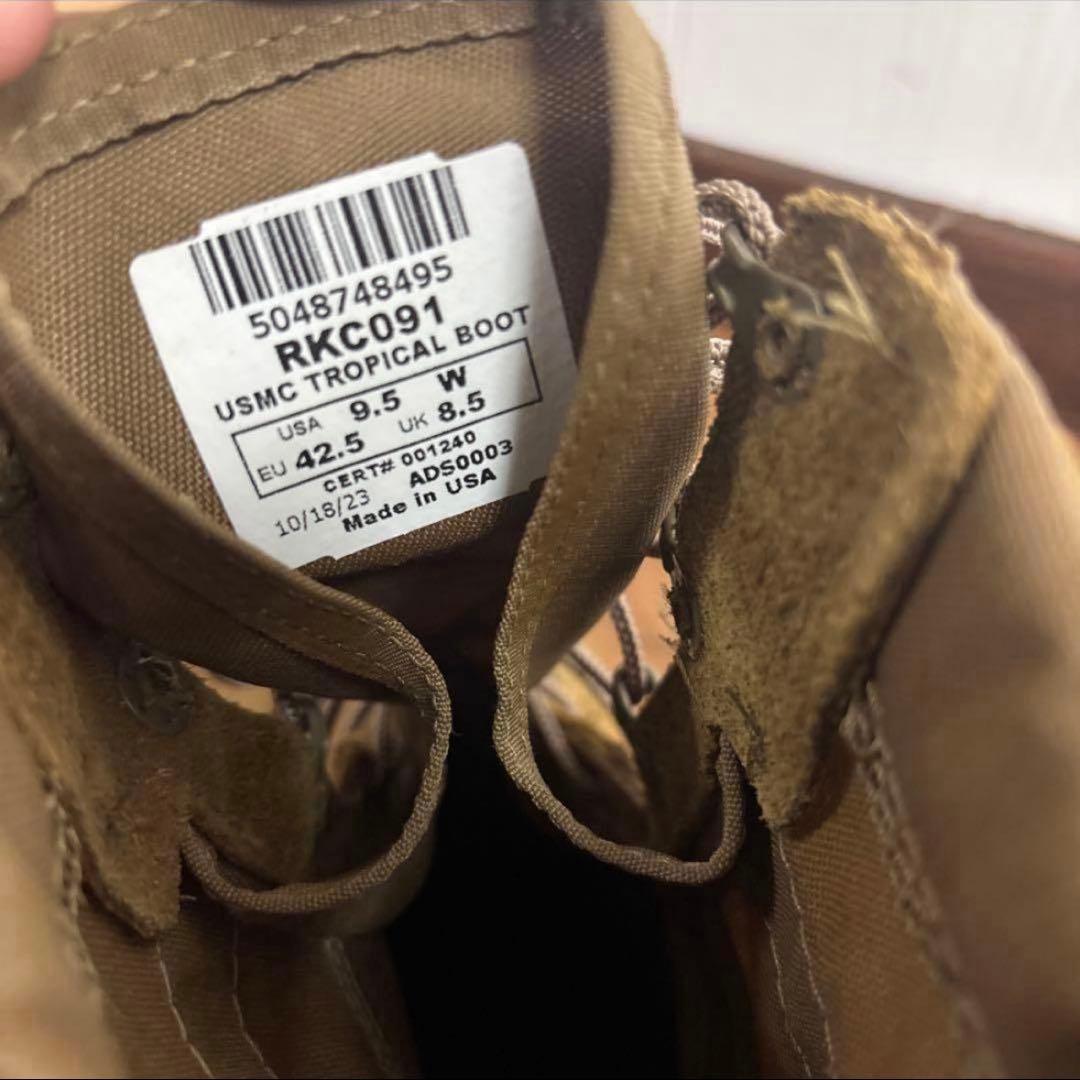 5048748495
RKC091
USMC TROPICAL BOOT
USA 9.5 W
EU 42.5 UK 8.5
CERT# 001240
10/18/23 ADS0003
Made in USA